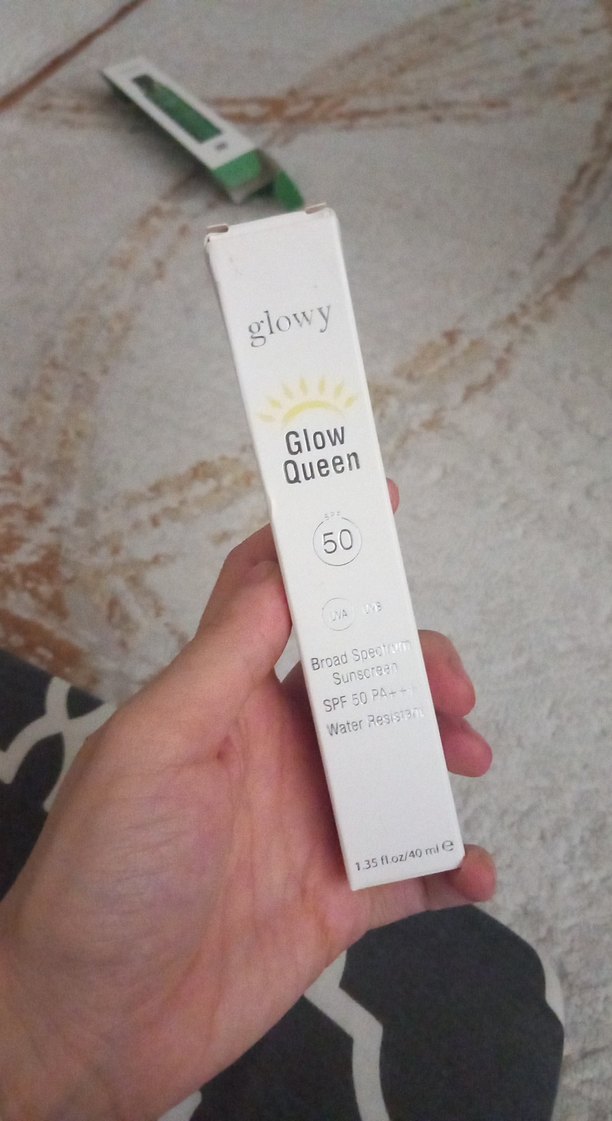 glowy
Glow
Queen
SPF
50
UVA UVB
Broad Spectrum
Sunscreen
SPF 50 PA+++
Water Resistant
1.35 fl.oz/40 ml e